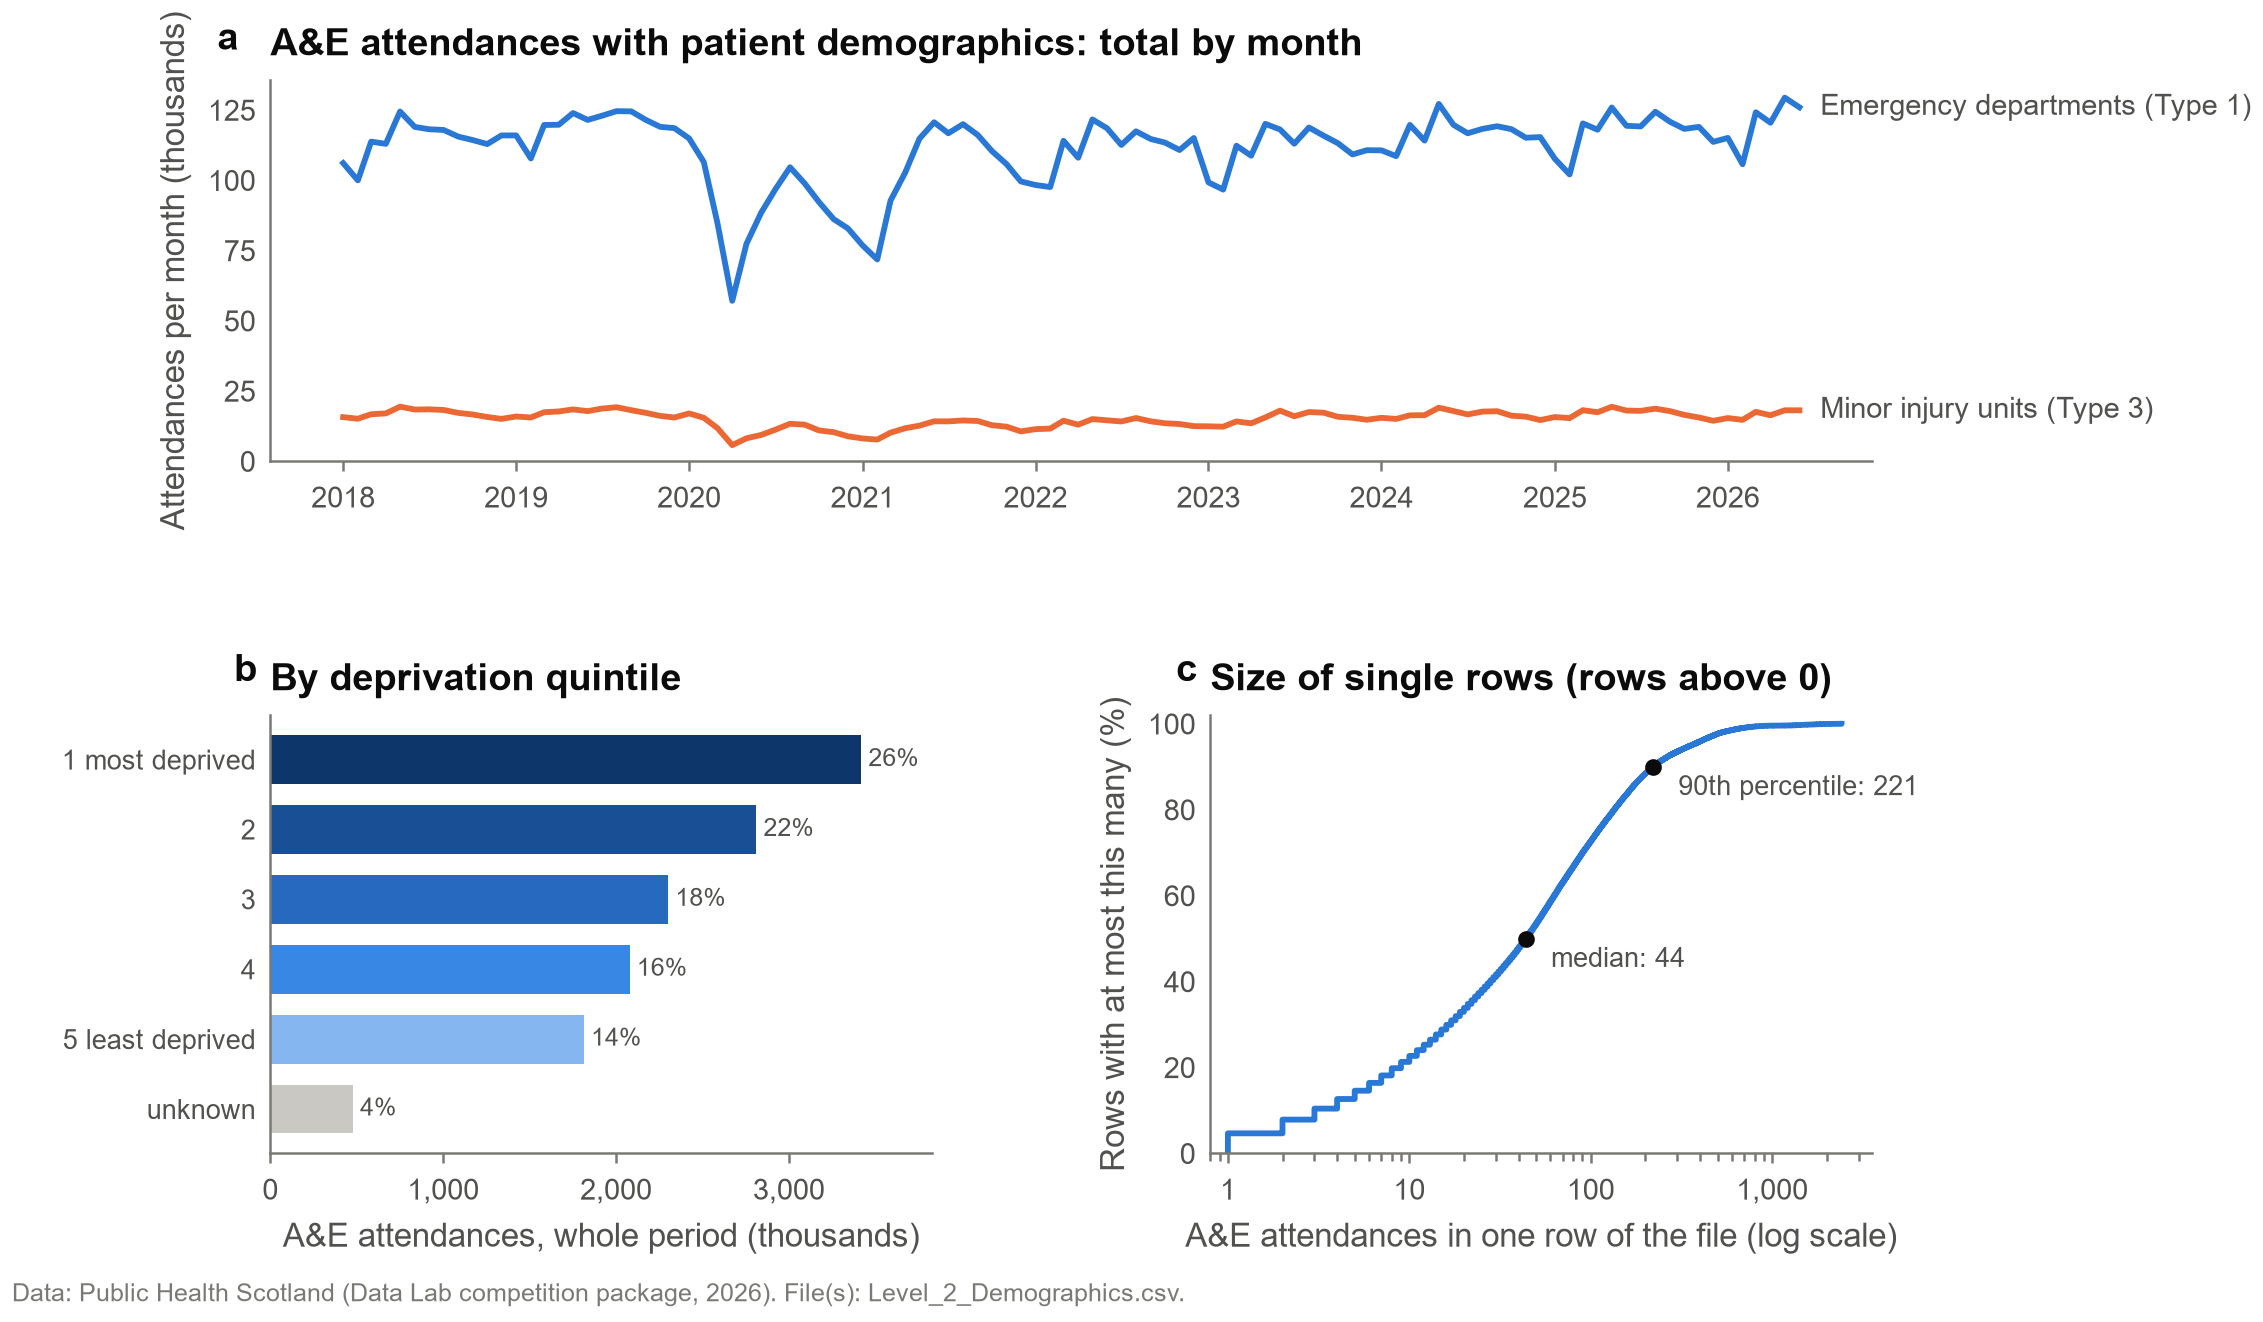 a
A&E attendances with patient demographics: total by month
Attendances per month (thousands)
125
100
75
50
25
0
Emergency departments (Type 1)
Minor injury units (Type 3)
2018 2019 2020 2021 2022 2023 2024 2025 2026
b
By deprivation quintile
1 most deprived 26%
2 22%
3 18%
4 16%
5 least deprived 14%
unknown 4%
0 1,000 2,000 3,000
A&E attendances, whole period (thousands)
c
Size of single rows (rows above 0)
Rows with at most this many (%)
100
80
60
40
20
0
90th percentile: 221
median: 44
1 10 100 1,000
A&E attendances in one row of the file (log scale)
Data: Public Health Scotland (Data Lab competition package, 2026). File(s): Level_2_Demographics.csv.